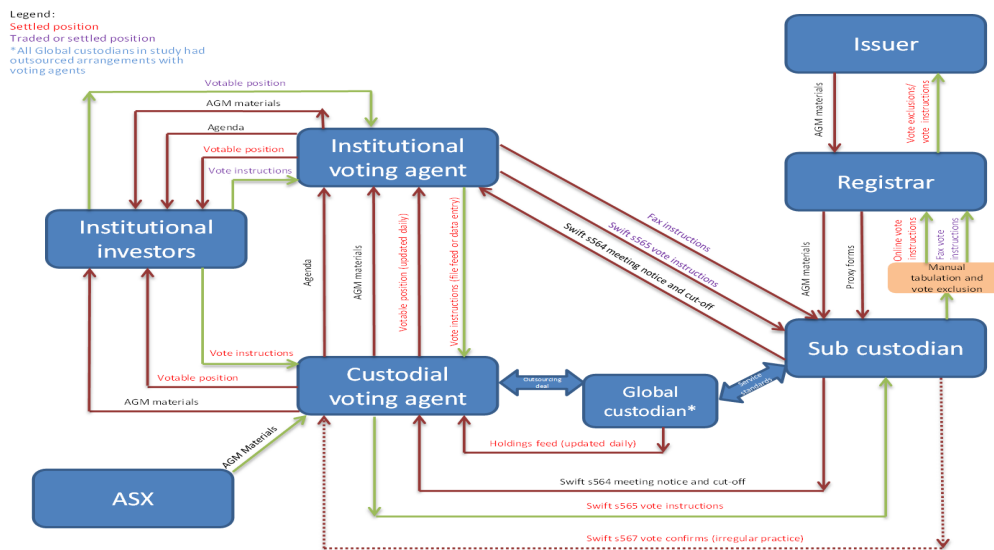 Legend:
Settled position
Traded or settled position
*All Global custodians in study had
outsourced arrangements with
voting agents
Issuer
Votable position
AGM materials
Agenda
Votable position
Vote instructions
Institutional
voting agent
AGM materials
Vote exclusions/
vote instructions
Registrar
Institutional
investors
Fax instructions
Swift s565 vote instructions
Swift s564 meeting notice and cut-off
Agenda
AGM materials
Votable position (updated daily)
Vote instructions (file feed or data entry)
AGM materials
Proxy forms
Online vote
instructions
Fax vote
instructions
Manual
tabulation and
vote exclusion
Sub custodian
Vote instructions
Votable position
AGM materials
Custodial
voting agent
Outsourcing
deal
Global
custodian*
Service
standards
AGM Materials
ASX
Holdings feed (updated daily)
Swift s564 meeting notice and cut-off
Swift s565 vote instructions
Swift s567 vote confirms (irregular practice)